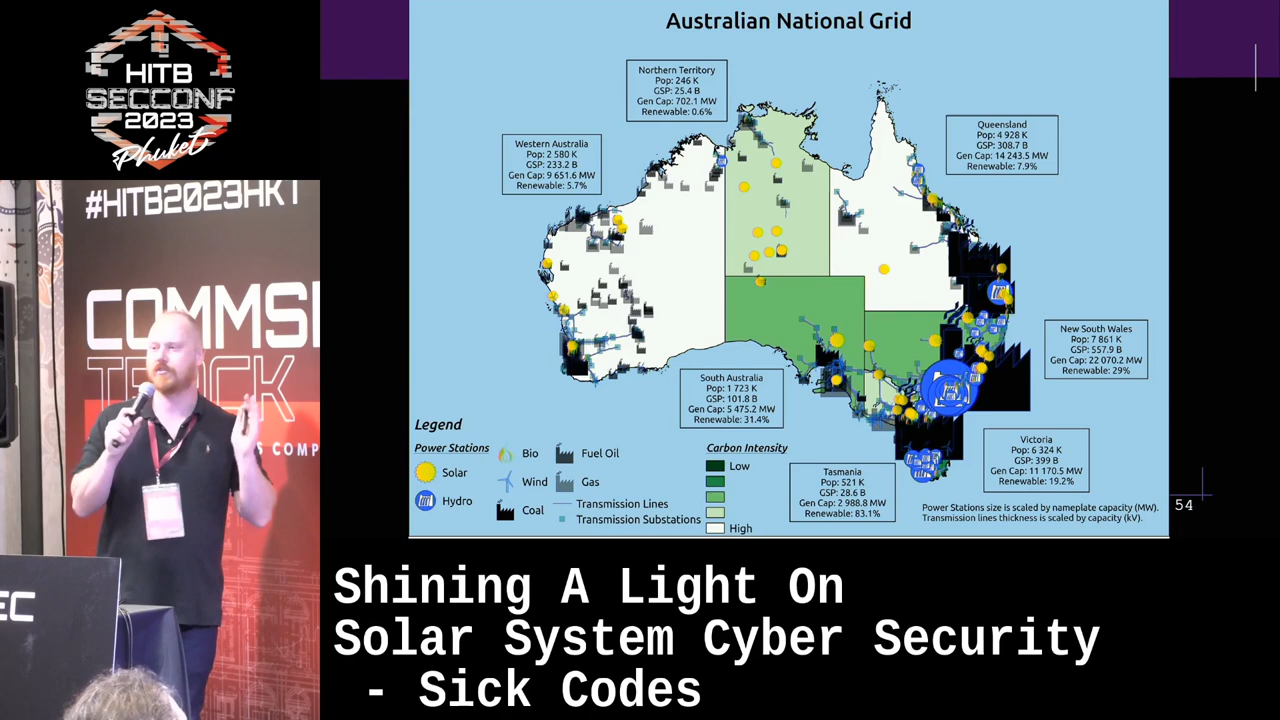 HITB
SECCONF
2023
Phuket
#HITB2023HKT
COMMS
TRACK
S COMP
EC
Australian National Grid
Northern Territory
Pop: 246 K
GSP: 25.4 B
Gen Cap: 702.1 MW
Renewable: 0.6%
Western Australia
Pop: 2 580 K
GSP: 233.2 B
Gen Cap: 9 651.6 MW
Renewable: 5.7%
Queensland
Pop: 4 928 K
GSP: 308.7 B
Gen Cap: 14 243.5 MW
Renewable: 7.9%
New South Wales
Pop: 7 861 K
GSP: 557.9 B
Gen Cap: 22 070.2 MW
Renewable: 29%
South Australia
Pop: 1 723 K
GSP: 101.8 B
Gen Cap: 5 475.2 MW
Renewable: 31.4%
Victoria
Pop: 6 324 K
GSP: 399 B
Gen Cap: 11 170.5 MW
Renewable: 19.2%
Tasmania
Pop: 521 K
GSP: 28.6 B
Gen Cap: 2 988.8 MW
Renewable: 83.1%
Legend
Power Stations
Solar
Hydro
Bio
Wind
Coal
Fuel Oil
Gas
Transmission Lines
Transmission Substations
Carbon Intensity
Low
High
Power Stations size is scaled by nameplate capacity (MW).
Transmission lines thickness is scaled by capacity (kV).
54
Shining A Light On
Solar System Cyber Security
- Sick Codes